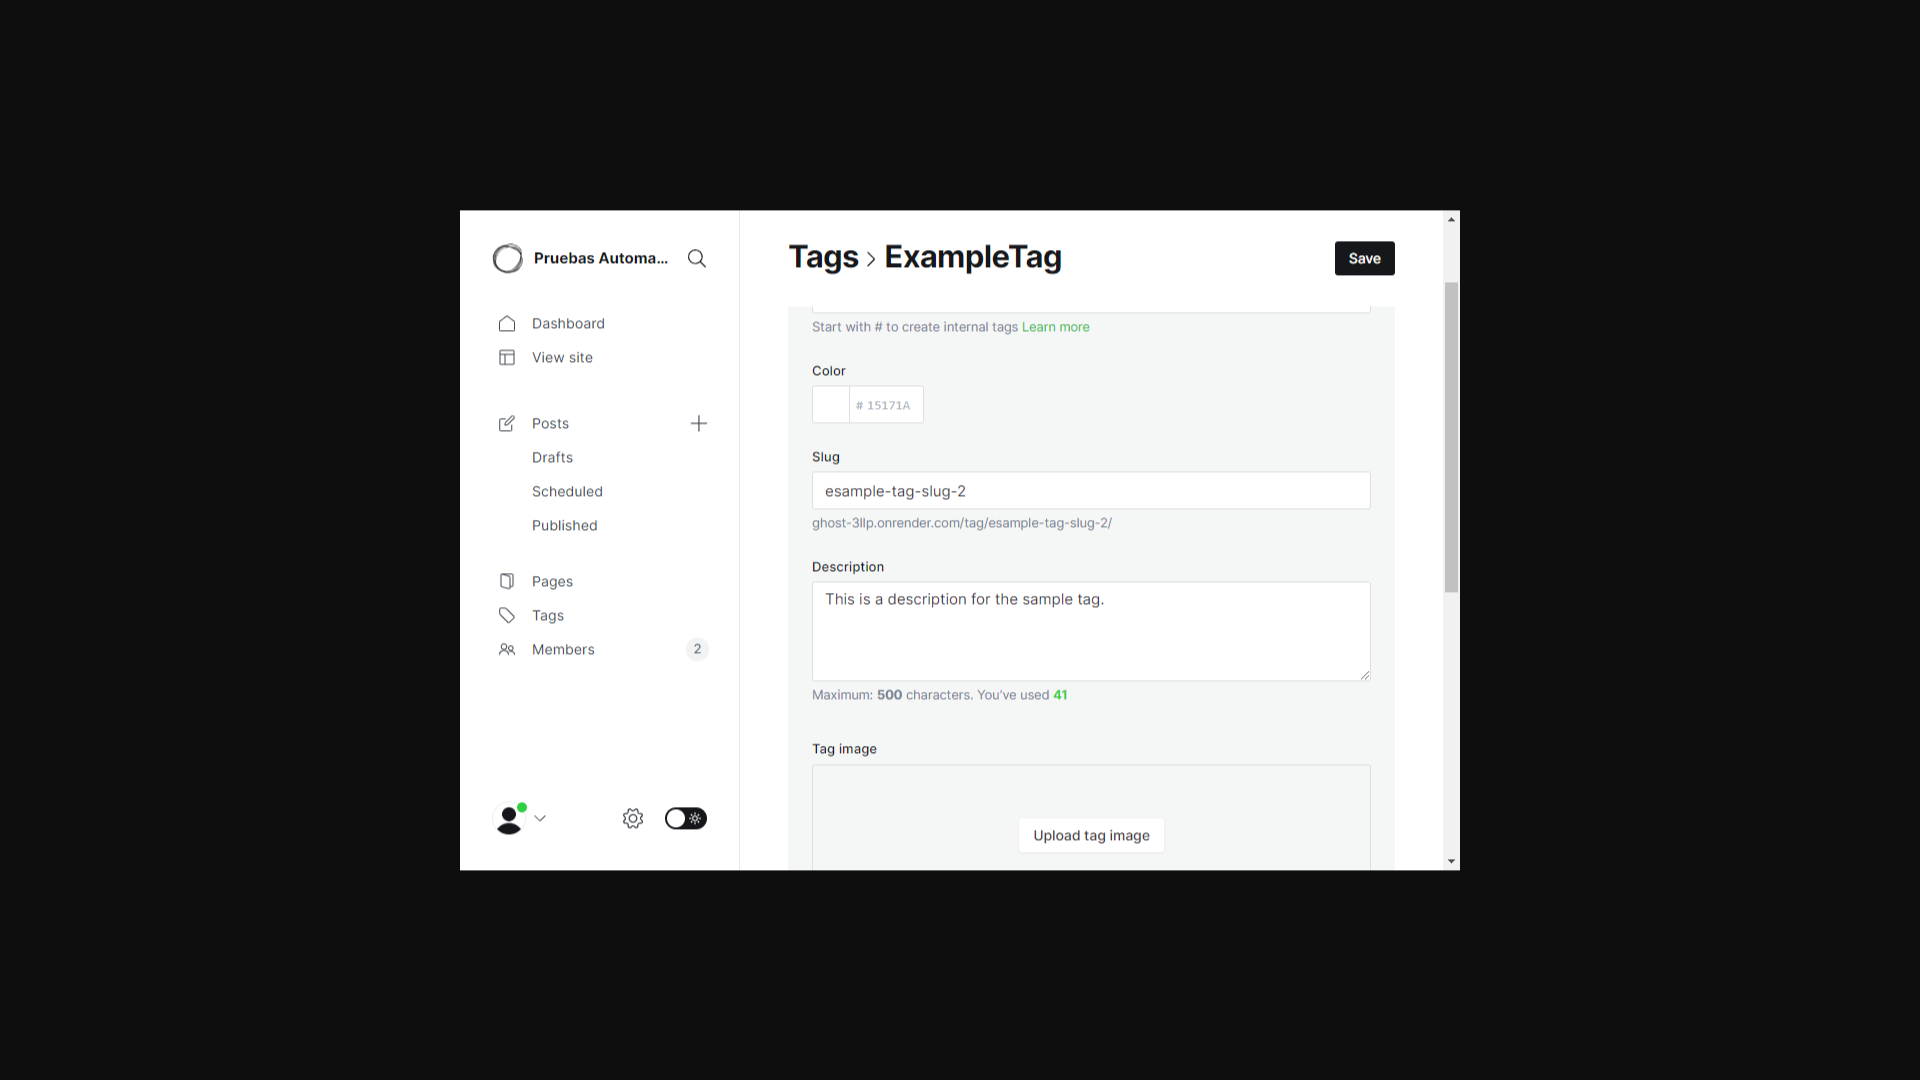 Pruebas Automa...
Dashboard
View site
Posts
Drafts
Scheduled
Published
Pages
Tags
Members 2
Tags > ExampleTag
Save
Start with # to create internal tags Learn more
Color
# 15171A
Slug
esample-tag-slug-2
ghost-3llp.onrender.com/tag/esample-tag-slug-2/
Description
This is a description for the sample tag.
Maximum: 500 characters. You’ve used 41
Tag image
Upload tag image